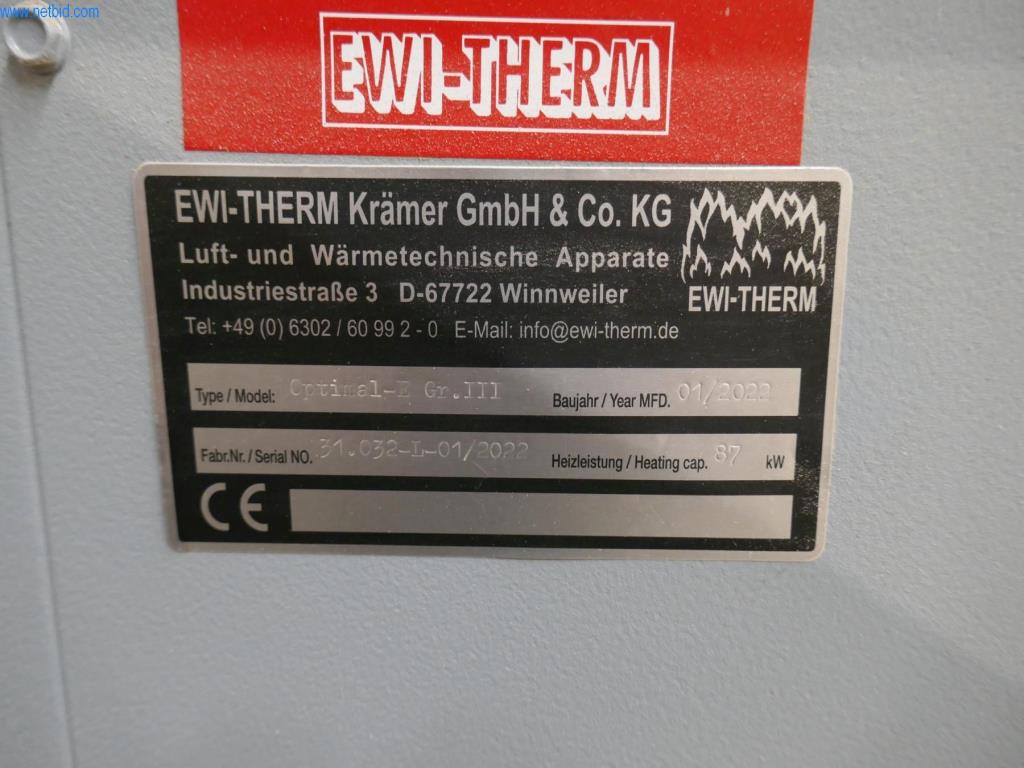 www.netbid.com
EWI-THERM
EWI-THERM Krämer GmbH & Co. KG
Luft- und Wärmetechnische Apparate
Industriestraße 3 D-67722 Winnweiler
EWI-THERM
Tel: +49 (0) 6302 / 60 99 2 - 0 E-Mail: info@ewi-therm.de
Type / Model: Optimal-E Gr.III Baujahr / Year MFD. 01/2022
Fabr.Nr. / Serial NO. 31.032-L-01/2022 Heizleistung / Heating cap. 87 kW
CE